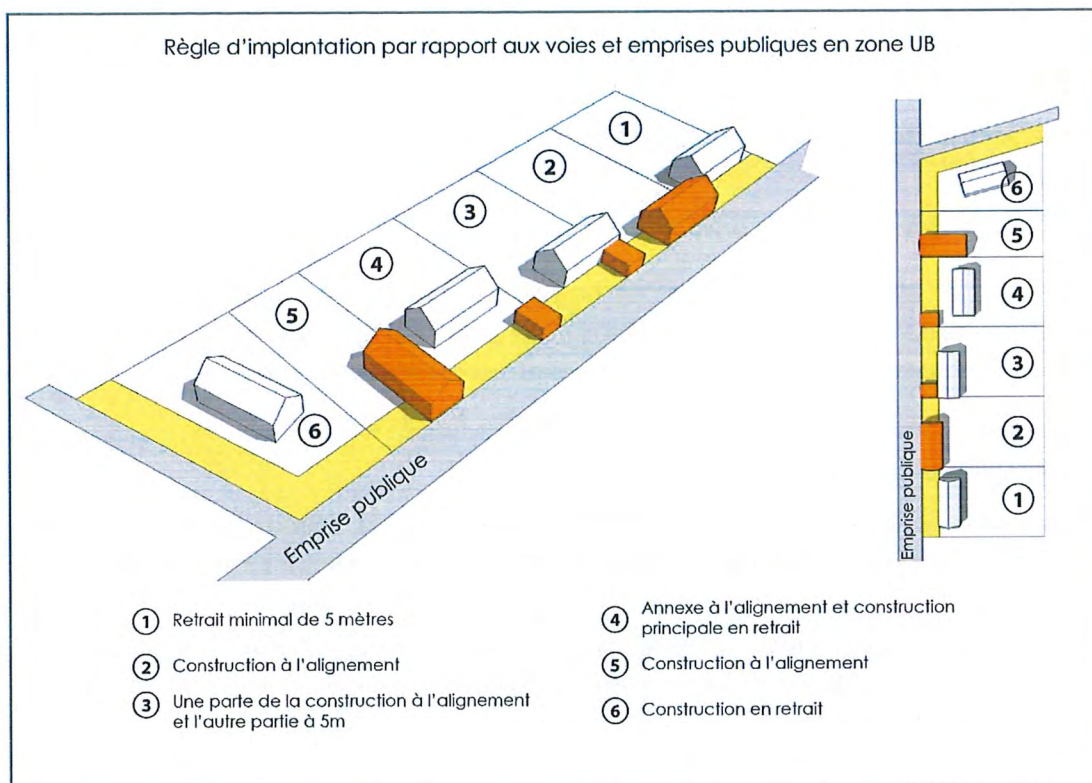 Règle d'implantation par rapport aux voies et emprises publiques en zone UB
1
2
3
4
5
6
Emprise publique
6
5
4
3
2
1
Emprise publique
1 Retrait minimal de 5 mètres
2 Construction à l'alignement
3 Une parte de la construction à l'alignement
et l'autre partie à 5m
4 Annexe à l'alignement et construction
principale en retrait
5 Construction à l'alignement
6 Construction en retrait